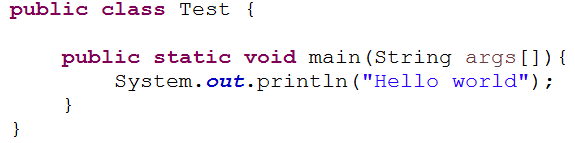 public class Test {
    public static void main(String args[]){
        System.out.println("Hello world");
    }
}